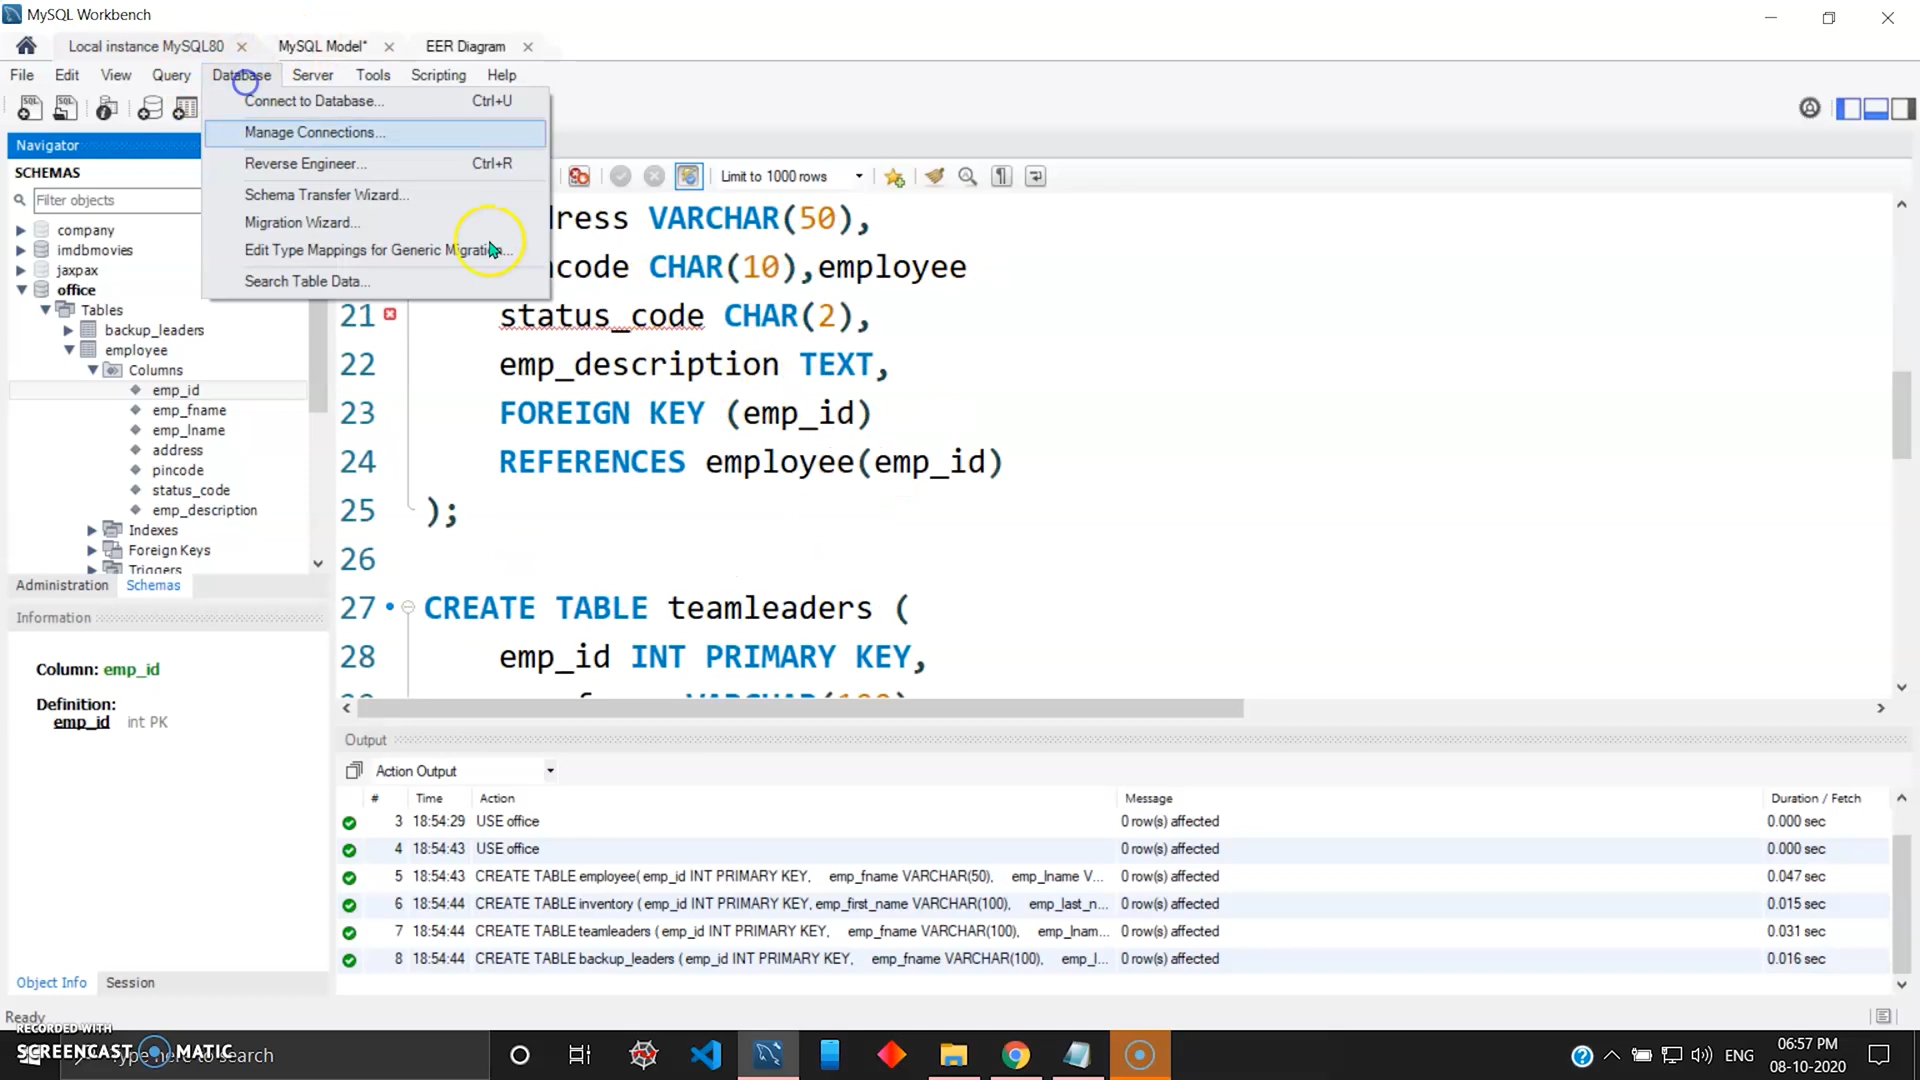 MySQL Workbench
Local instance MySQL80
MySQL Model*
EER Diagram
File Edit View Query Database Server Tools Scripting Help
Connect to Database... Ctrl+U
Manage Connections...
Reverse Engineer... Ctrl+R
Schema Transfer Wizard...
Migration Wizard...
Edit Type Mappings for Generic Migration...
Search Table Data...
Navigator
SCHEMAS
Filter objects
company
imdbmovies
jaxpax
office
Tables
backup_leaders
employee
Columns
emp_id
emp_fname
emp_lname
address
pincode
status_code
emp_description
Indexes
Foreign Keys
Triggers
Administration Schemas
Information
Column: emp_id
Definition:
emp_id int PK
Object Info Session
Ready
Limit to 1000 rows
dress VARCHAR(50),
ncode CHAR(10),employee
21 status_code CHAR(2),
22 emp_description TEXT,
23 FOREIGN KEY (emp_id)
24 REFERENCES employee(emp_id)
25 );
26
27 CREATE TABLE teamleaders (
28 emp_id INT PRIMARY KEY,
Output
Action Output
# Time Action Message Duration / Fetch
3 18:54:29 USE office 0 row(s) affected 0.000 sec
4 18:54:43 USE office 0 row(s) affected 0.000 sec
5 18:54:43 CREATE TABLE employee( emp_id INT PRIMARY KEY, emp_fname VARCHAR(50), emp_lname V... 0 row(s) affected 0.047 sec
6 18:54:44 CREATE TABLE inventory ( emp_id INT PRIMARY KEY, emp_first_name VARCHAR(100), emp_last_n... 0 row(s) affected 0.015 sec
7 18:54:44 CREATE TABLE teamleaders ( emp_id INT PRIMARY KEY, emp_fname VARCHAR(100), emp_lnam... 0 row(s) affected 0.031 sec
8 18:54:44 CREATE TABLE backup_leaders ( emp_id INT PRIMARY KEY, emp_fname VARCHAR(100), emp_l... 0 row(s) affected 0.016 sec
RECORDED WITH
SCREENCAST MATIC
Type here to search
ENG
06:57 PM
08-10-2020